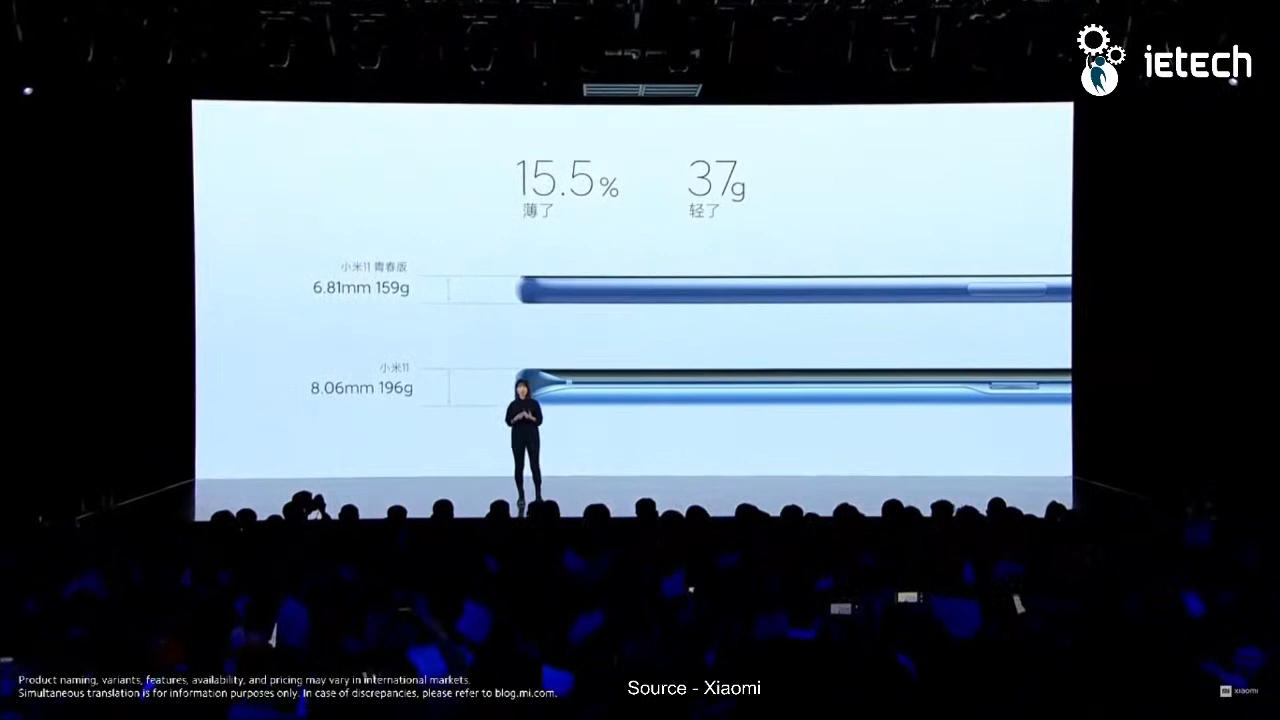 ietech
15.5% 37g
薄了 轻了
小米11 青春版
6.81mm 159g
小米11
8.06mm 196g
Product naming, variants, features, availability, and pricing may vary in international markets.
Simultaneous translation is for information purposes only. In case of discrepancies, please refer to blog.mi.com.
Source - Xiaomi
mi xiaomi